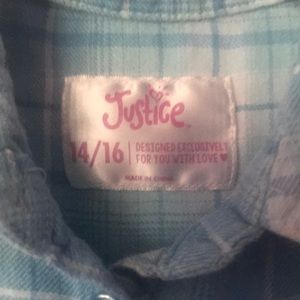 Justice
14/16
DESIGNED EXCLUSIVELY
FOR YOU WITH LOVE ♥
MADE IN CHINA